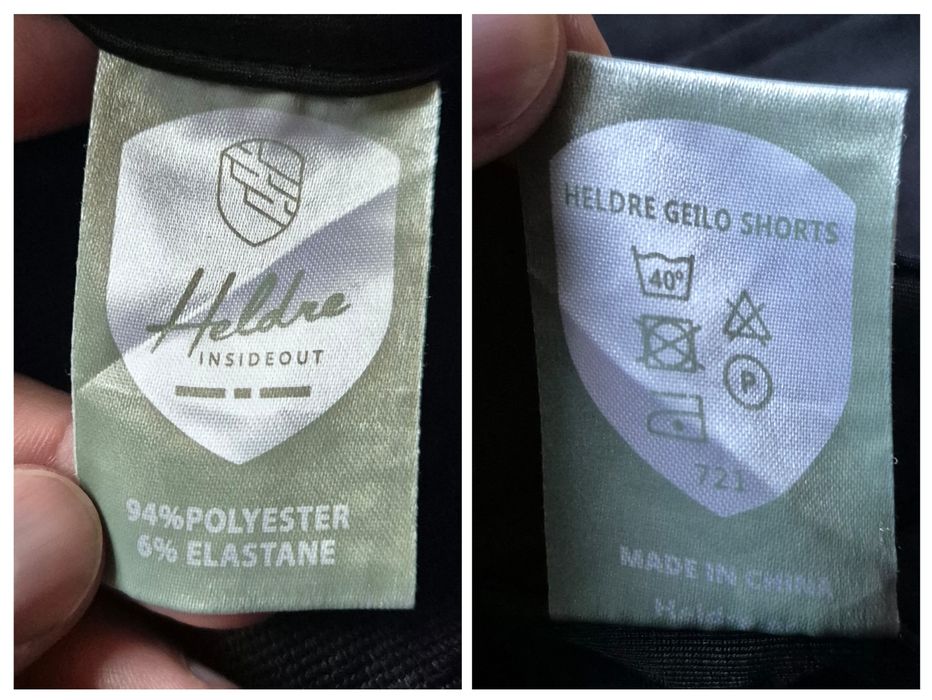 Heldre
INSIDEOUT
94%POLYESTER
6% ELASTANE
HELDRE GEILO SHORTS
40°
P
721
MADE IN CHINA